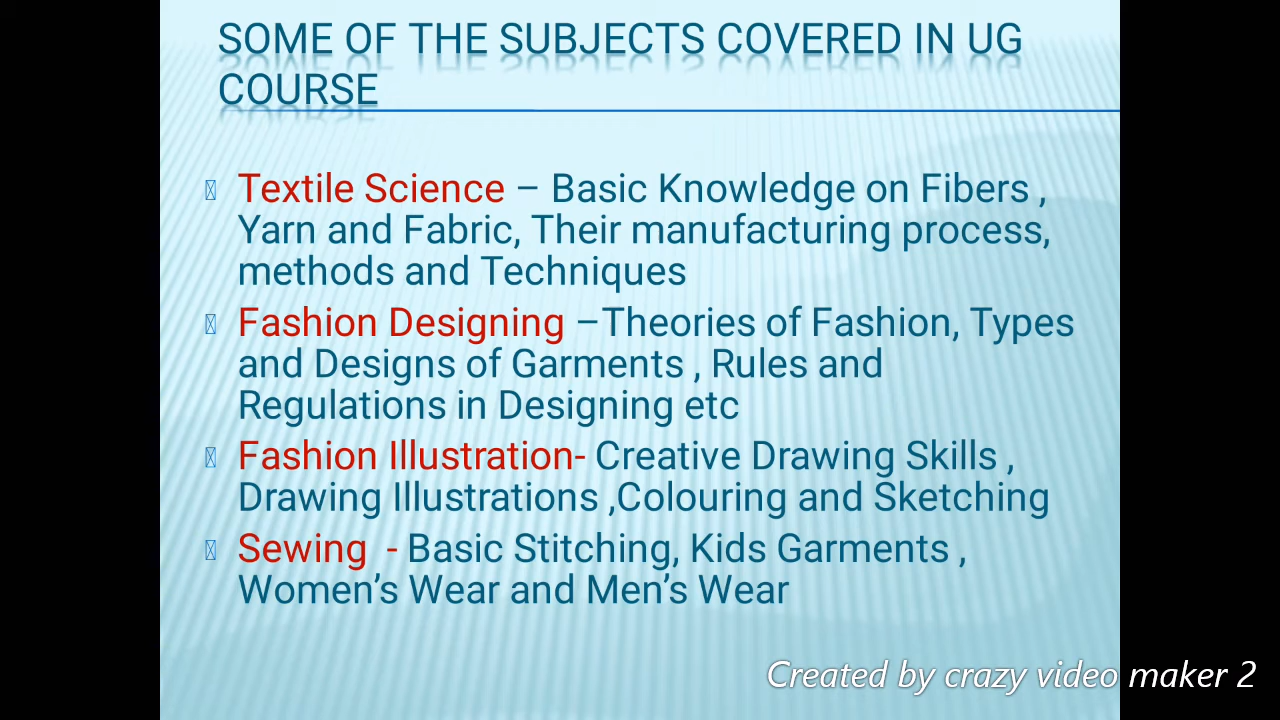 SOME OF THE SUBJECTS COVERED IN UG
COURSE
Textile Science – Basic Knowledge on Fibers ,
Yarn and Fabric, Their manufacturing process,
methods and Techniques
Fashion Designing –Theories of Fashion, Types
and Designs of Garments , Rules and
Regulations in Designing etc
Fashion Illustration- Creative Drawing Skills ,
Drawing Illustrations ,Colouring and Sketching
Sewing  - Basic Stitching, Kids Garments ,
Women’s Wear and Men’s Wear
Created by crazy video maker 2